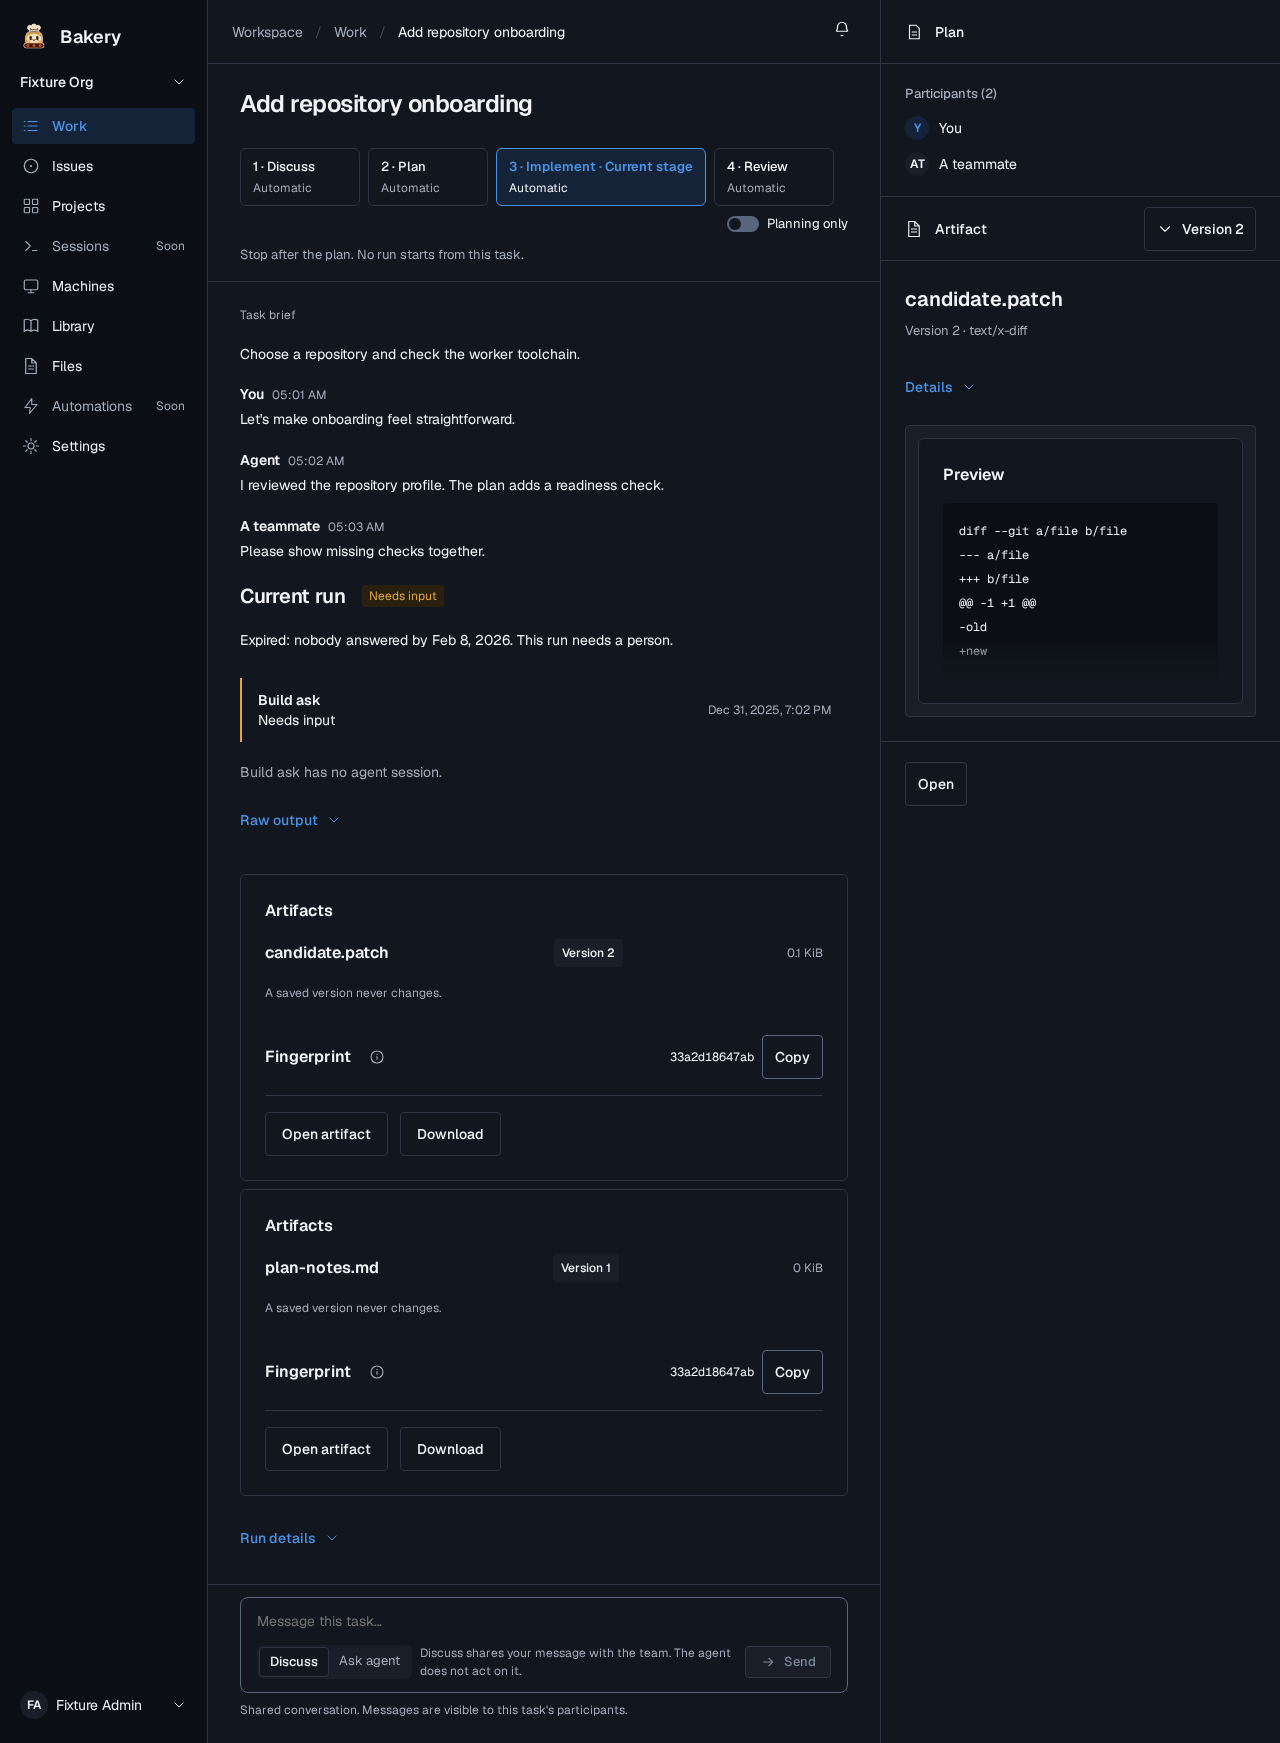 Bakery
Fixture Org
Work
Issues
Projects
Sessions Soon
Machines
Library
Files
Automations Soon
Settings
FA Fixture Admin
Workspace / Work / Add repository onboarding
Add repository onboarding
1 · Discuss
Automatic
2 · Plan
Automatic
3 · Implement · Current stage
Automatic
4 · Review
Automatic
Planning only
Stop after the plan. No run starts from this task.
Task brief
Choose a repository and check the worker toolchain.
You 05:01 AM
Let's make onboarding feel straightforward.
Agent 05:02 AM
I reviewed the repository profile. The plan adds a readiness check.
A teammate 05:03 AM
Please show missing checks together.
Current run Needs input
Expired: nobody answered by Feb 8, 2026. This run needs a person.
Build ask
Needs input
Dec 31, 2025, 7:02 PM
Build ask has no agent session.
Raw output
Artifacts
candidate.patch Version 2 0.1 KiB
A saved version never changes.
Fingerprint 33a2d18647ab Copy
Open artifact Download
Artifacts
plan-notes.md Version 1 0 KiB
A saved version never changes.
Fingerprint 33a2d18647ab Copy
Open artifact Download
Run details
Message this task...
Discuss Ask agent
Discuss shares your message with the team. The agent
does not act on it.
Send
Shared conversation. Messages are visible to this task's participants.
Plan
Participants (2)
Y You
AT A teammate
Artifact Version 2
candidate.patch
Version 2 · text/x-diff
Details
Preview
diff --git a/file b/file
--- a/file
+++ b/file
@@ -1 +1 @@
-old
+new
Open